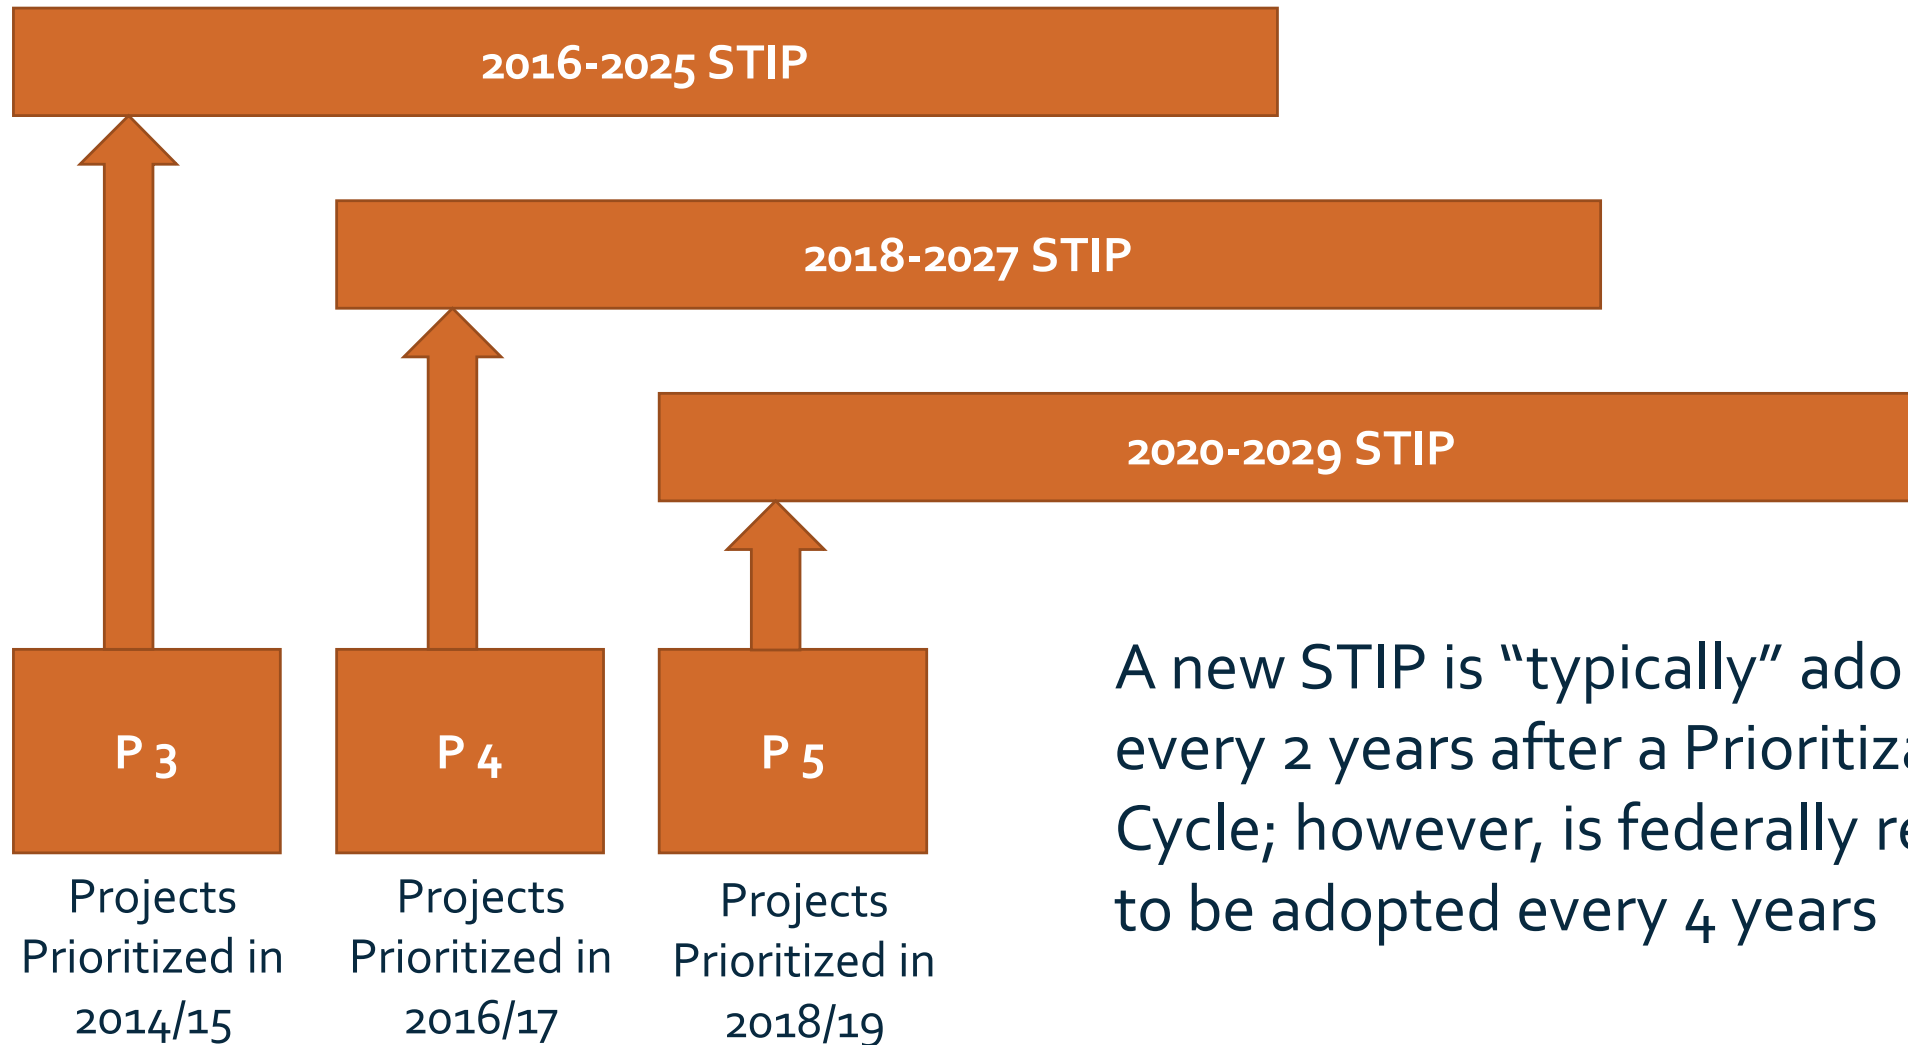 2016-2025 STIP
2018-2027 STIP
2020-2029 STIP
P 3
P 4
P 5
Projects
Prioritized in
2014/15
Projects
Prioritized in
2016/17
Projects
Prioritized in
2018/19
A new STIP is “typically” ado
every 2 years after a Prioritiza
Cycle; however, is federally re
to be adopted every 4 years